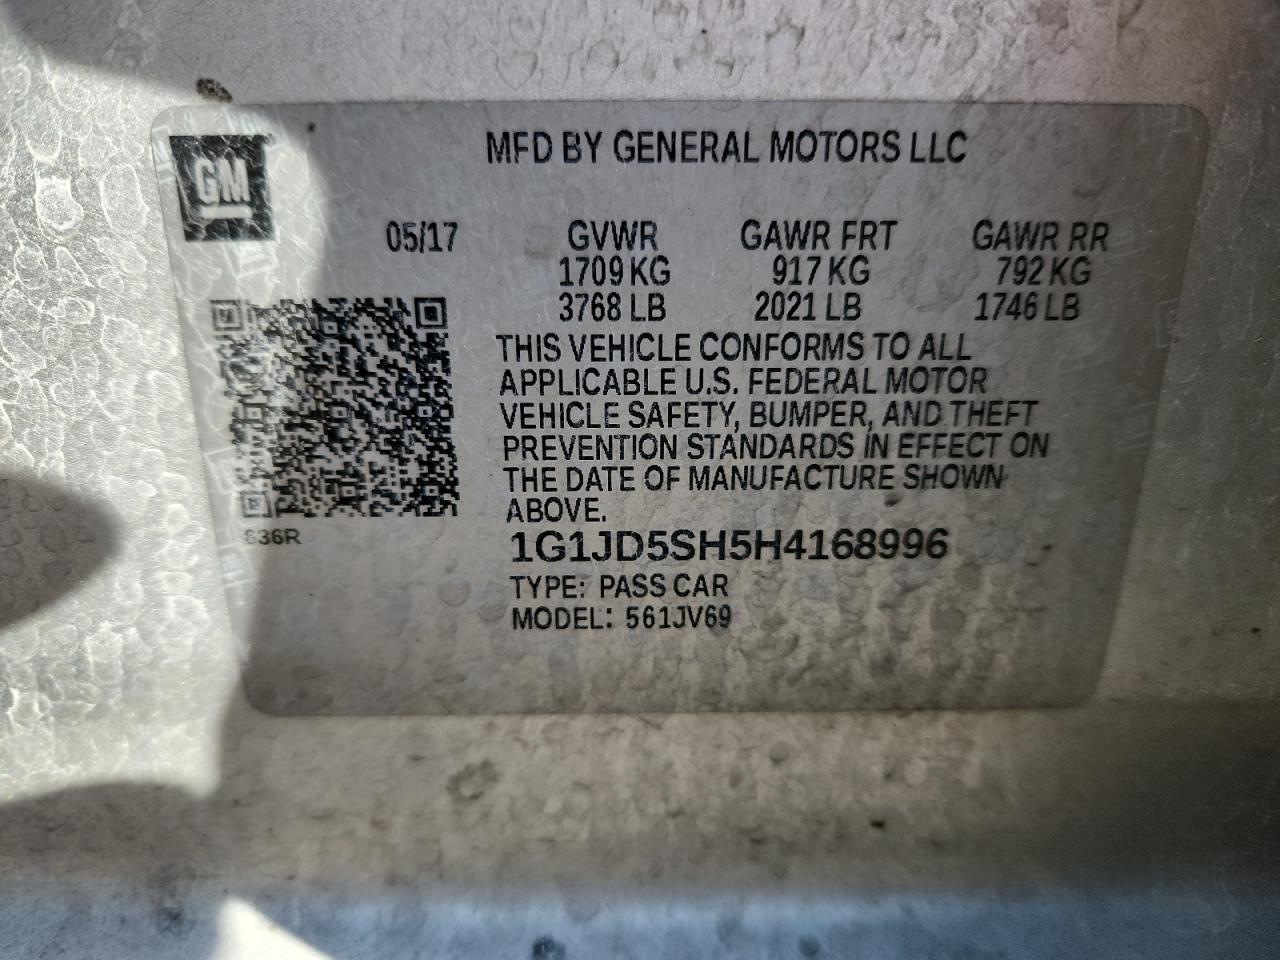 GM
MFD BY GENERAL MOTORS LLC
05/17 GVWR GAWR FRT GAWR RR
1709 KG 917 KG 792 KG
3768 LB 2021 LB 1746 LB
THIS VEHICLE CONFORMS TO ALL
APPLICABLE U.S. FEDERAL MOTOR
VEHICLE SAFETY, BUMPER, AND THEFT
PREVENTION STANDARDS IN EFFECT ON
THE DATE OF MANUFACTURE SHOWN
ABOVE.
836R
1G1JD5SH5H4168996
TYPE: PASS CAR
MODEL: 561JV69